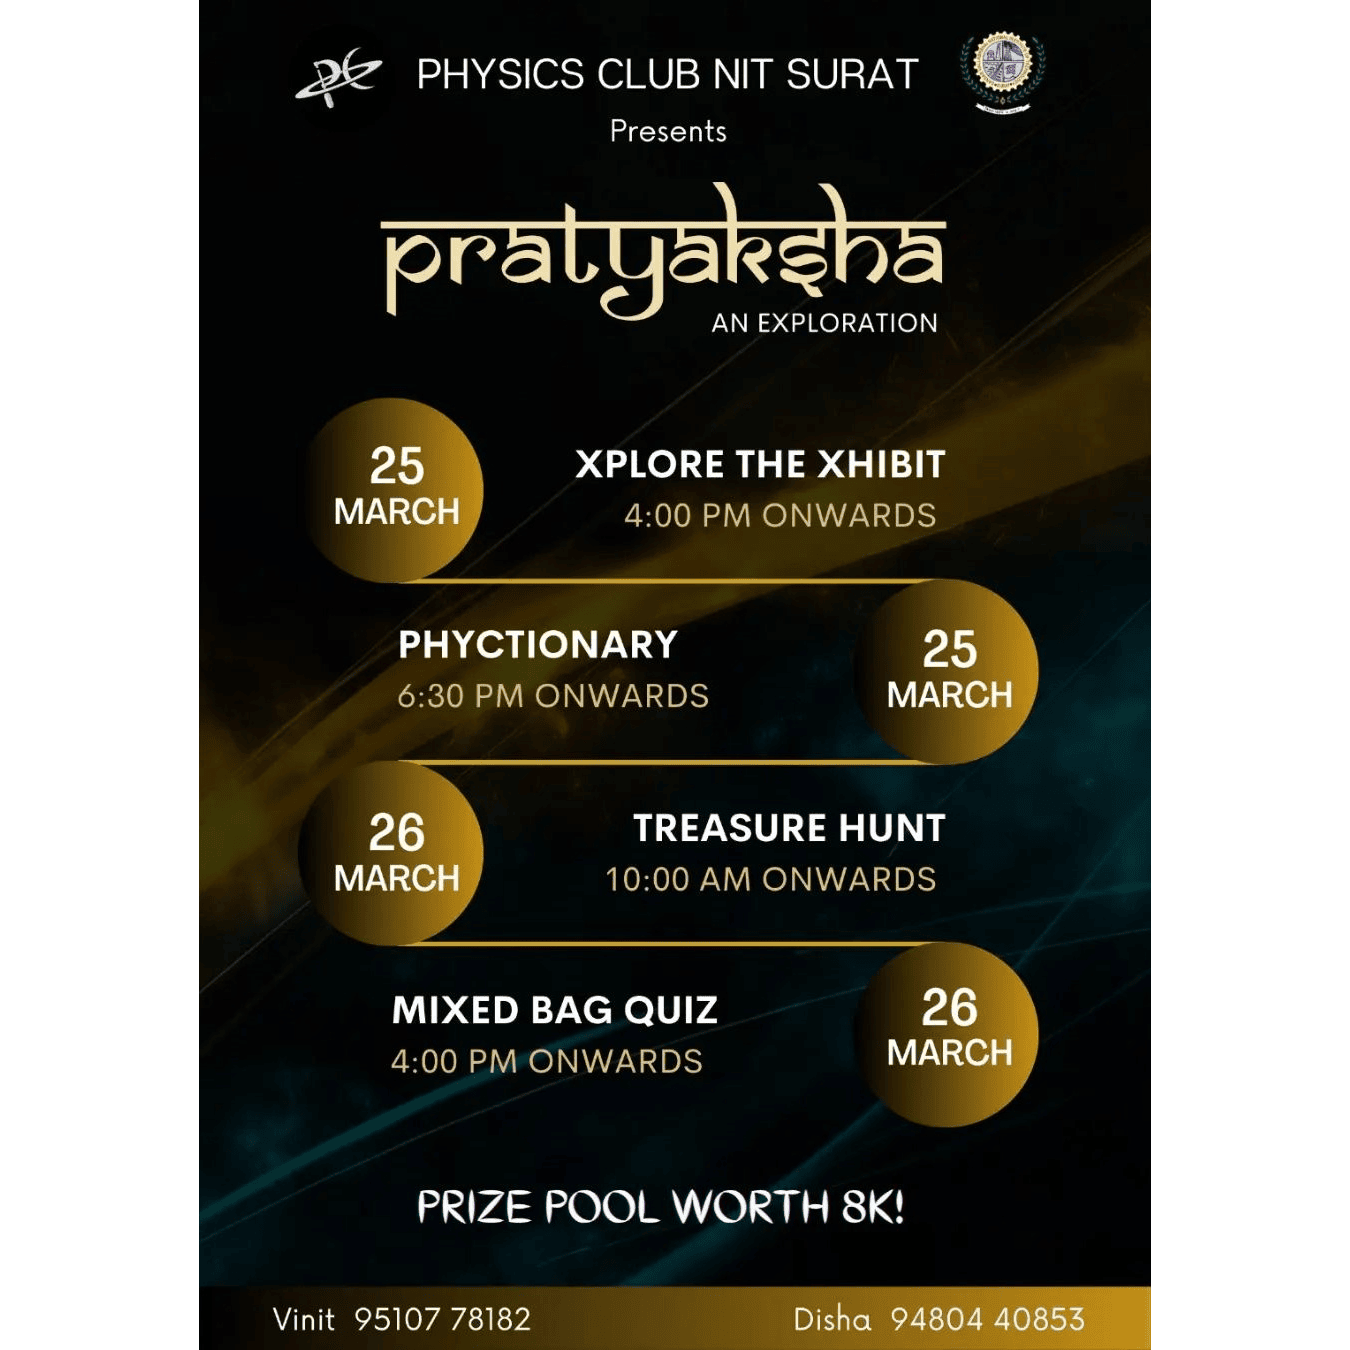 PHYSICS CLUB NIT SURAT
Presents
pratyaksha
AN EXPLORATION
25
MARCH
XPLORE THE XHIBIT
4:00 PM ONWARDS
PHYCTIONARY
6:30 PM ONWARDS
25
MARCH
26
MARCH
TREASURE HUNT
10:00 AM ONWARDS
MIXED BAG QUIZ
4:00 PM ONWARDS
26
MARCH
PRIZE POOL WORTH 8K!
Vinit 95107 78182
Disha 94804 40853